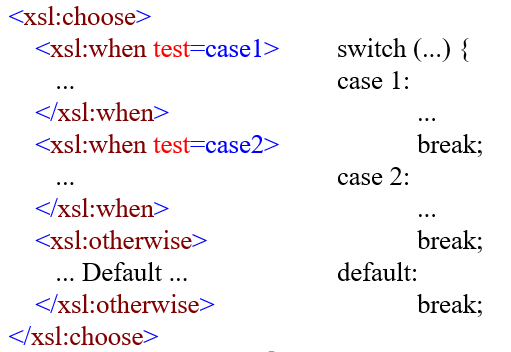 <xsl:choose>
<xsl:when test=case1>
...
</xsl:when>
<xsl:when test=case2>
...
</xsl:when>
<xsl:otherwise>
... Default ...
</xsl:otherwise>
</xsl:choose>
switch (...) {
case 1:
...
break;
case 2:
...
break;
default:
break;